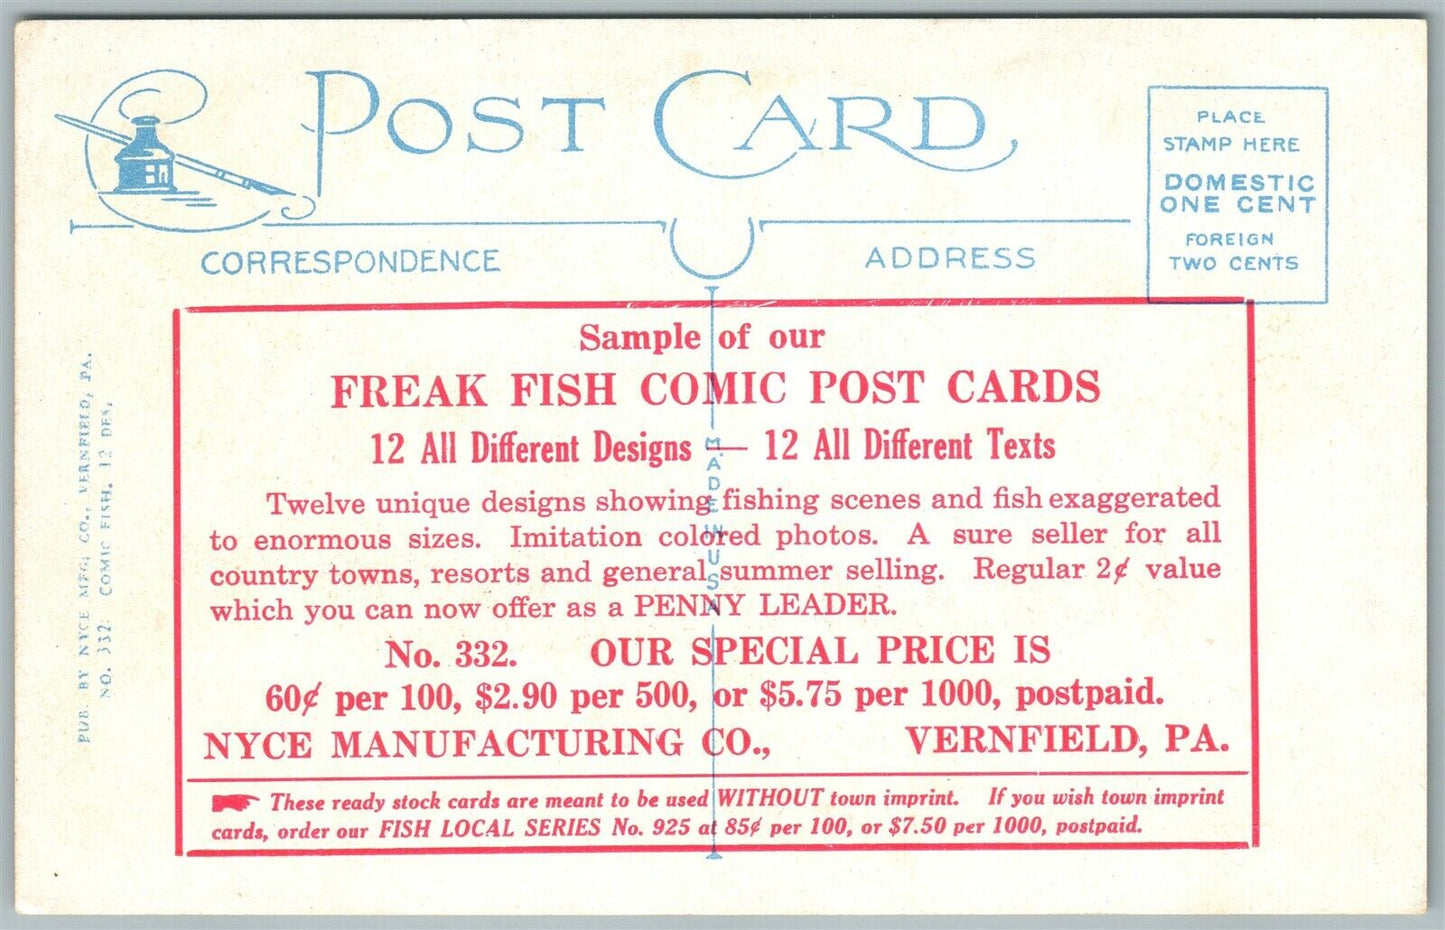 POST CARD
PLACE
STAMP HERE
DOMESTIC
ONE CENT
FOREIGN
TWO CENTS
CORRESPONDENCE
ADDRESS
Sample of our
FREAK FISH COMIC POST CARDS
12 All Different Designs — 12 All Different Texts
Twelve unique designs showing fishing scenes and fish exaggerated
to enormous sizes. Imitation colored photos. A sure seller for all
country towns, resorts and general summer selling. Regular 2¢ value
which you can now offer as a PENNY LEADER.
No. 332. OUR SPECIAL PRICE IS
60¢ per 100, $2.90 per 500, or $5.75 per 1000, postpaid.
NYCE MANUFACTURING CO., VERNFIELD, PA.
These ready stock cards are meant to be used WITHOUT town imprint. If you wish town imprint
cards, order our FISH LOCAL SERIES No. 925 at 85¢ per 100, or $7.50 per 1000, postpaid.
MADE IN USA
PUB. BY NYCE MFG. CO., VERNFIELD, PA.
NO. 332 COMIC FISH, 12 DES.